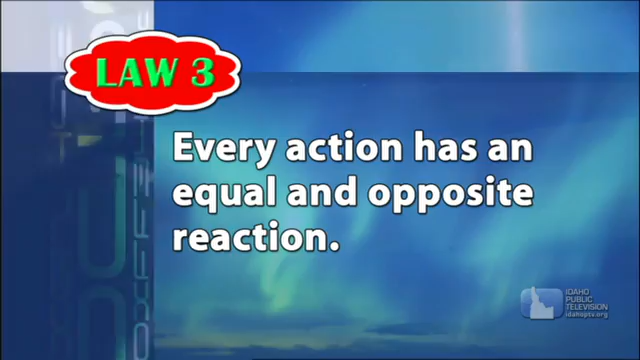 LAW 3
Every action has an
equal and opposite
reaction.
IDAHO
PUBLIC
TELEVISION
idahoptv.org